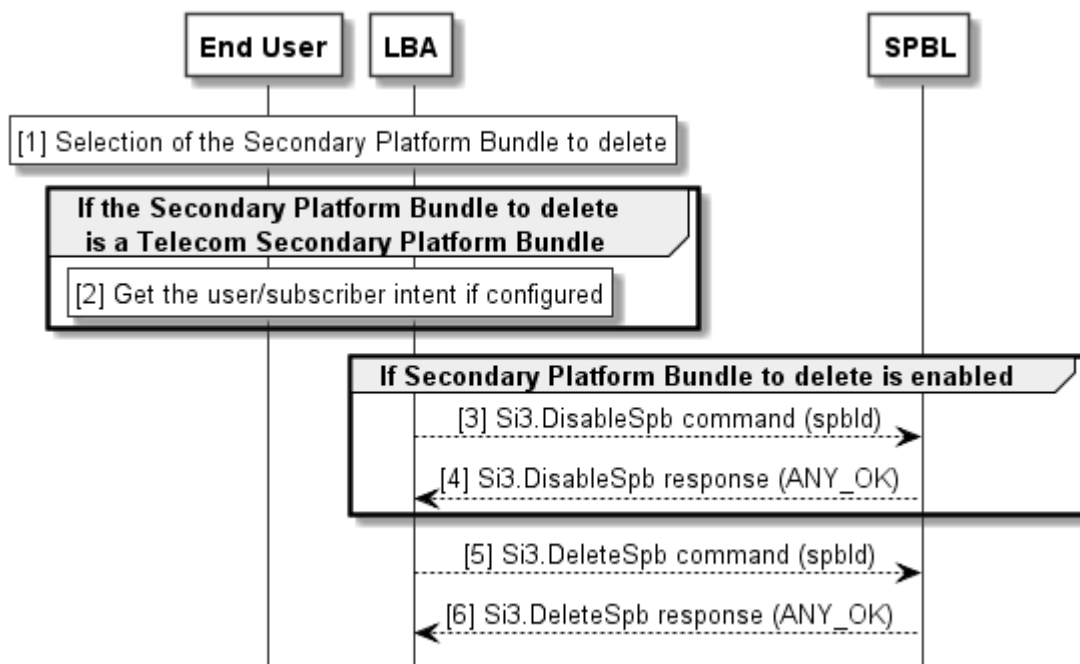 End User LBA SPBL
[1] Selection of the Secondary Platform Bundle to delete
If the Secondary Platform Bundle to delete
is a Telecom Secondary Platform Bundle
[2] Get the user/subscriber intent if configured
If Secondary Platform Bundle to delete is enabled
[3] Si3.DisableSpb command (spbId)
[4] Si3.DisableSpb response (ANY_OK)
[5] Si3.DeleteSpb command (spbId)
[6] Si3.DeleteSpb response (ANY_OK)